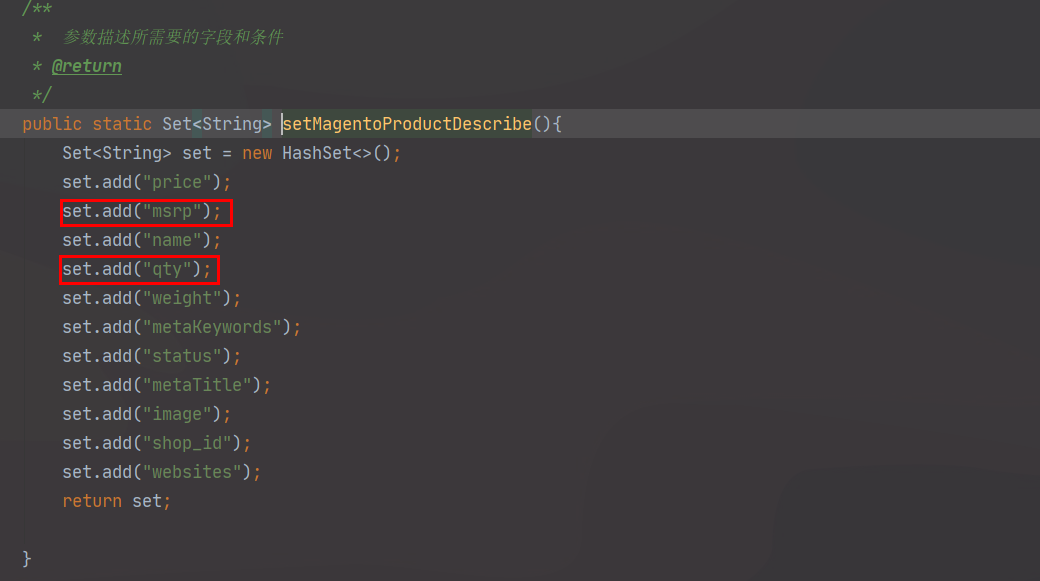 /**
 *  参数描述所需要的字段和条件
 * @return
 */
public static Set<String> setMagentoProductDescribe(){
    Set<String> set = new HashSet<>();
    set.add("price");
    set.add("msrp");
    set.add("name");
    set.add("qty");
    set.add("weight");
    set.add("metaKeywords");
    set.add("status");
    set.add("metaTitle");
    set.add("image");
    set.add("shop_id");
    set.add("websites");
    return set;
}